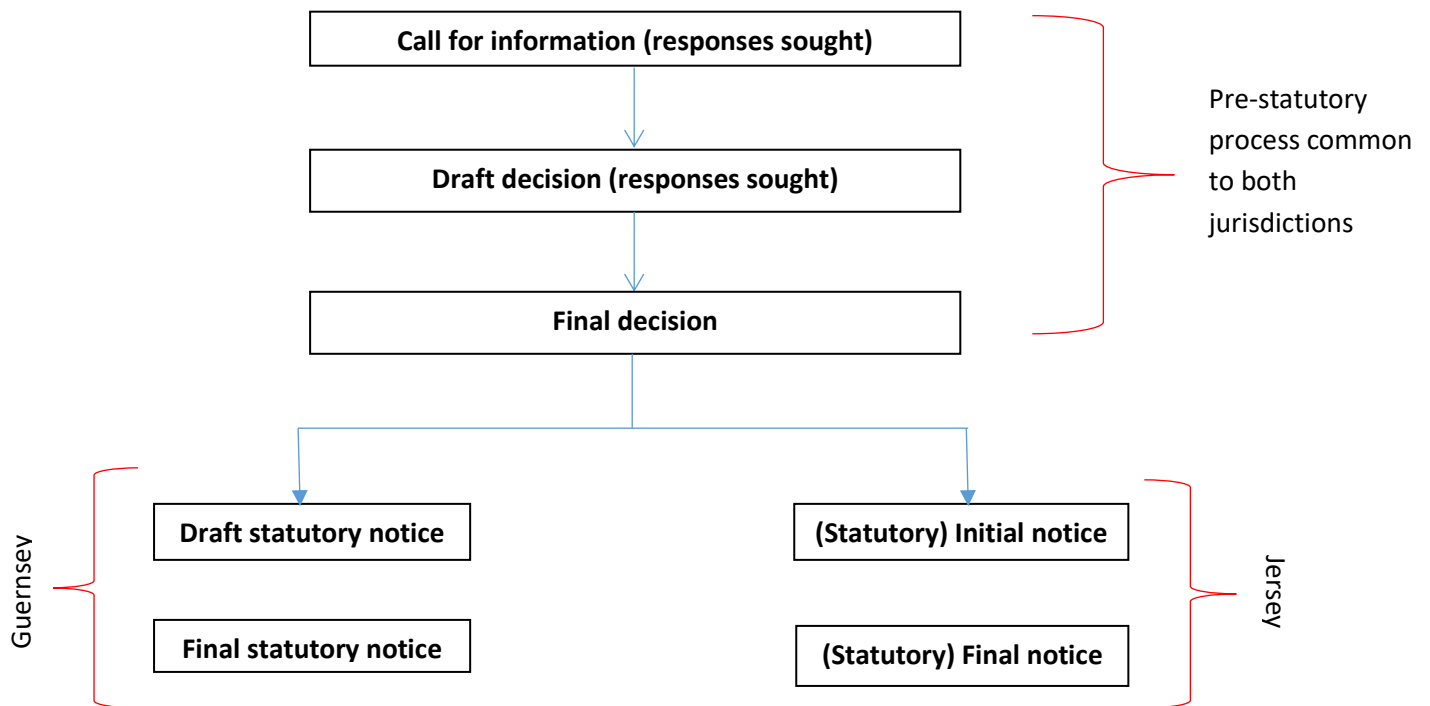 Call for information (responses sought)
Pre-statutory
process common
to both
jurisdictions
Draft decision (responses sought)
Final decision
Guernsey
Draft statutory notice
(Statutory) Initial notice
Jersey
Final statutory notice
(Statutory) Final notice